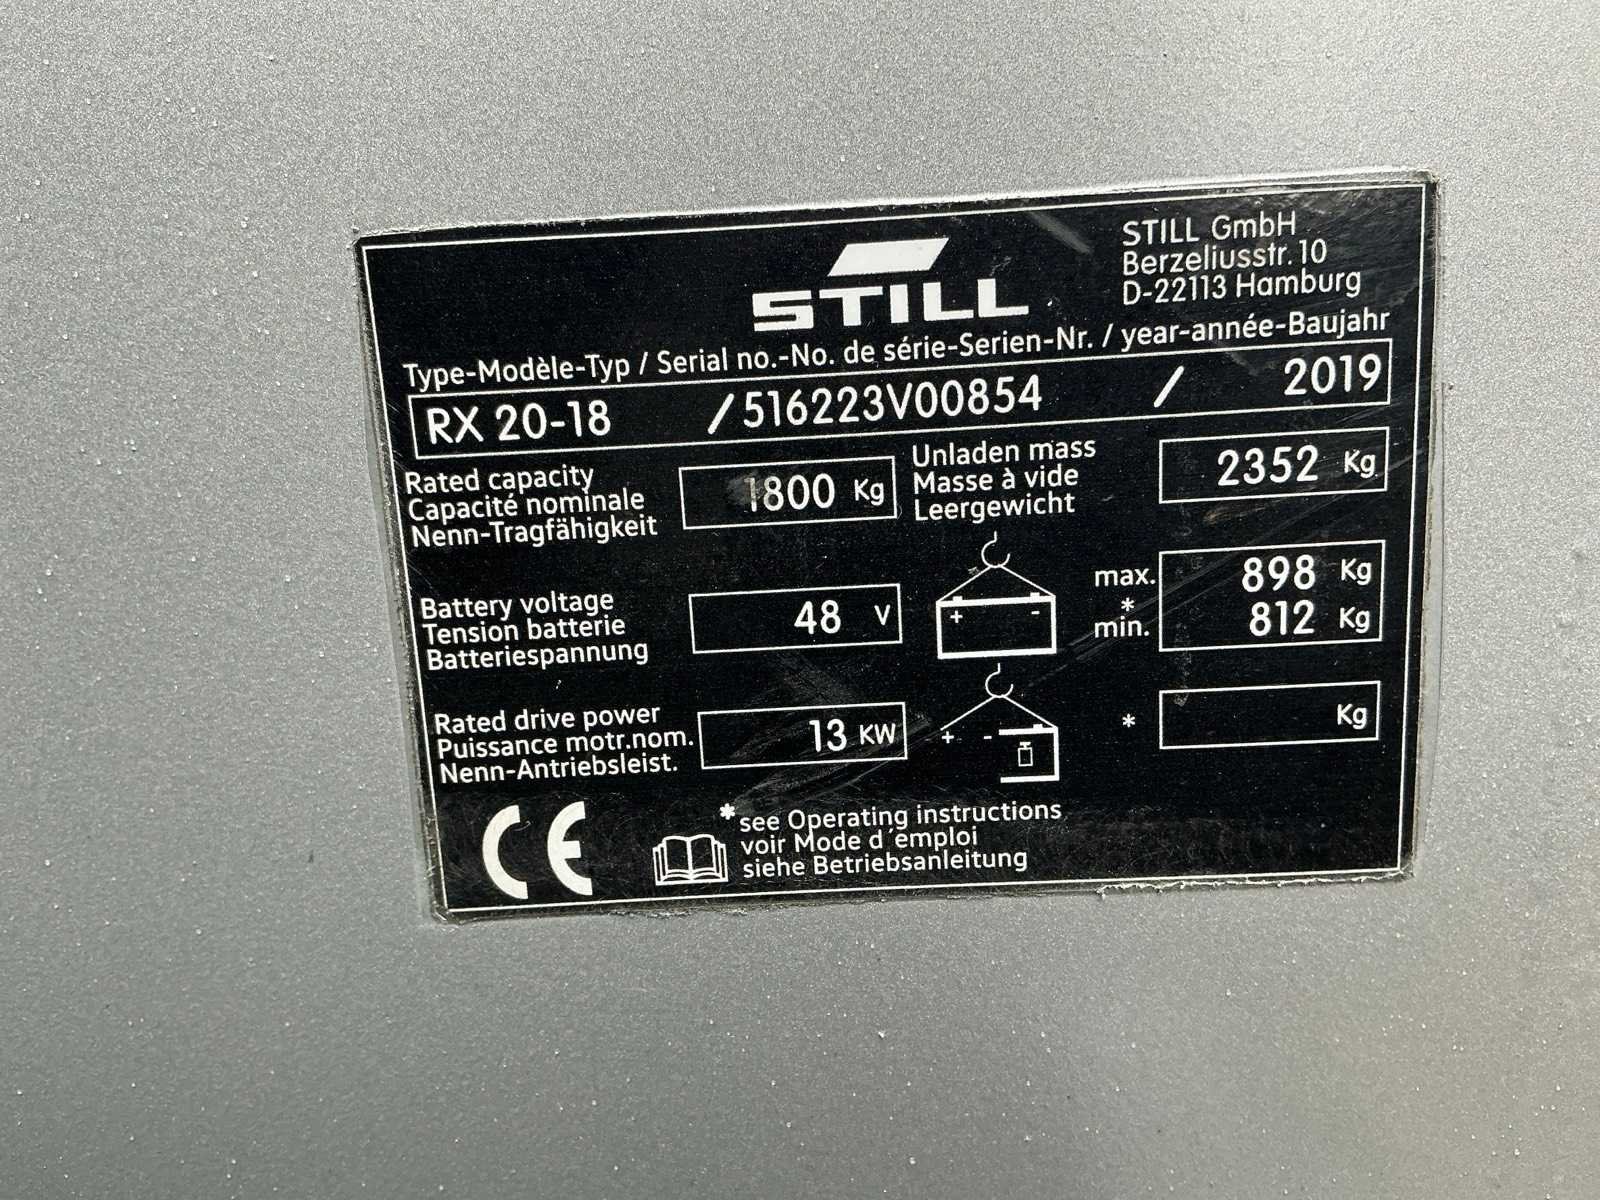 STILL
STILL GmbH
Berzeliusstr. 10
D-22113 Hamburg
Type-Modèle-Typ / Serial no.-No. de série-Serien-Nr. / year-année-Baujahr
RX 20-18 / 516223V00854 / 2019
Rated capacity
Capacité nominale
Nenn-Tragfähigkeit
1800 Kg
Unladen mass
Masse à vide
Leergewicht
2352 Kg
Battery voltage
Tension batterie
Batteriespannung
48 V
+ -
max. 898 Kg
*
min. 812 Kg
Rated drive power
Puissance motr.nom.
Nenn-Antriebsleist.
13 KW
+ -
* Kg
CE
*see Operating instructions
voir Mode d´emploi
siehe Betriebsanleitung